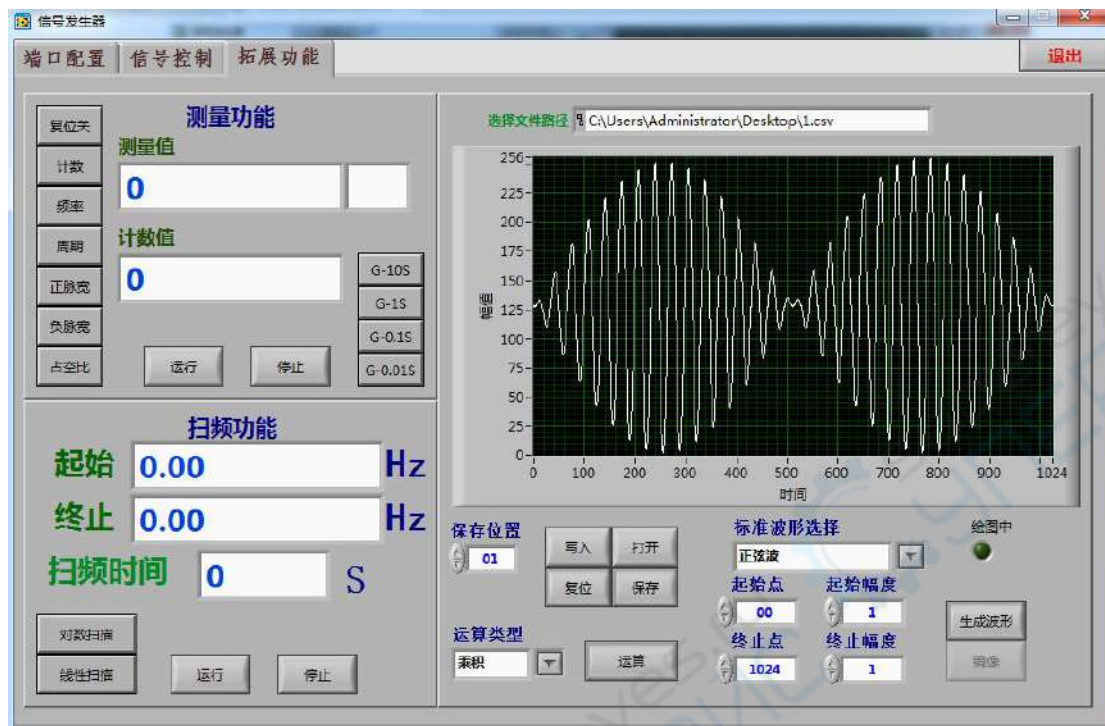 信号发生器
端口配置
信号控制
拓展功能
退出
测量功能
复位关
计数
频率
周期
正脉宽
负脉宽
占空比
测量值
0
计数值
0
G-10S
G-1S
G-0.1S
G-0.01S
运行
停止
扫频功能
起始 0.00 Hz
终止 0.00 Hz
扫频时间 0 S
对数扫描
线性扫描
运行
停止
选择文件路径 C:\Users\Administrator\Desktop\1.csv
256
225
200
175
150
125
100
75
50
25
0
幅值
0 100 200 300 400 500 600 700 800 900 1024
时间
保存位置
01
写入
打开
复位
保存
运算类型
乘积
运算
标准波形选择
正弦波
绘图中
起始点
00
起始幅度
1
终止点
1024
终止幅度
1
生成波形
镜像